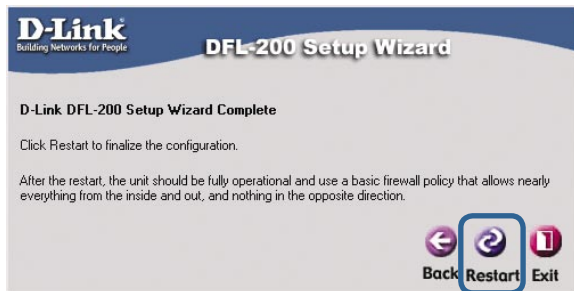 D-Link
Building Networks for People
DFL-200 Setup Wizard
D-Link DFL-200 Setup Wizard Complete
Click Restart to finalize the configuration.
After the restart, the unit should be fully operational and use a basic firewall policy that allows nearly
everything from the inside and out, and nothing in the opposite direction.
Back Restart Exit